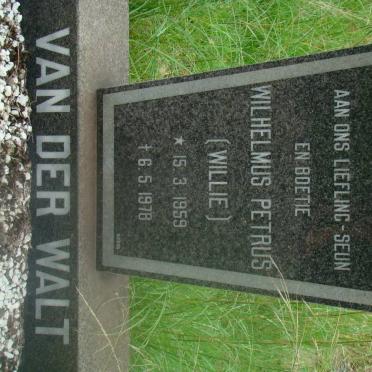 AAN ONS LIEFLING-SEUN
EN BOETIE
WILHELMUS PETRUS
(WILLIE)
★ 15.3.1959
† 6.5.1978
VAN DER WALT